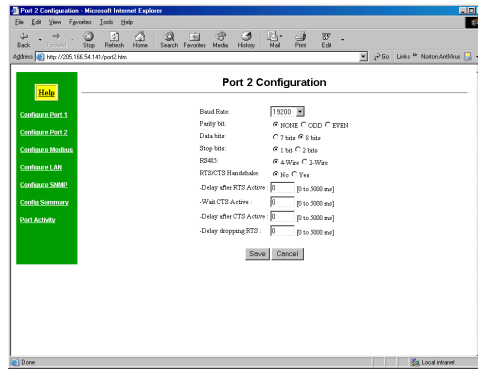 Port 2 Configuration - Microsoft Internet Explorer
File Edit View Favorites Tools Help
Back Forward Stop Refresh Home Search Favorites Media History Mail Print Edit
Address http://205.166.54.141/port2.htm Go Links » Norton AntiVirus
Help
Configure Port 1
Configure Port 2
Configure Modbus
Configure LAN
Configure SNMP
Config Summary
Port Activity
Port 2 Configuration
Baud Rate: 19200
Parity bit: NONE ODD EVEN
Data bits: 7 bits 8 bits
Stop bits: 1 bit 2 bits
RS485: 4-Wire 2-Wire
RTS/CTS Handshake: No Yes
-Delay after RTS Active : 0 [0 to 5000 ms]
-Wait CTS Active : 0 [0 to 5000 ms]
-Delay after CTS Active : 0 [0 to 5000 ms]
-Delay dropping RTS : 0 [0 to 5000 ms]
Save Cancel
Done Local intranet